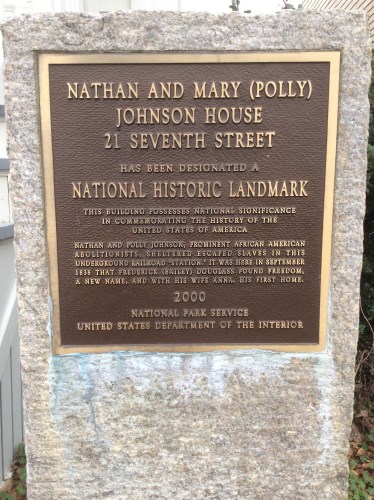 NATHAN AND MARY (POLLY)
JOHNSON HOUSE
21 SEVENTH STREET
HAS BEEN DESIGNATED A
NATIONAL HISTORIC LANDMARK
THIS BUILDING POSSESSES NATIONAL SIGNIFICANCE
IN COMMEMORATING THE HISTORY OF THE
UNITED STATES OF AMERICA
NATHAN AND POLLY JOHNSON, PROMINENT AFRICAN AMERICAN
ABOLITIONISTS, SHELTERED ESCAPED SLAVES IN THIS
UNDERGROUND RAILROAD "STATION." IT WAS HERE IN SEPTEMBER
1838 THAT FREDERICK (BAILEY) DOUGLASS FOUND FREEDOM,
A NEW NAME, AND WITH HIS WIFE ANNA, HIS FIRST HOME.
2000
NATIONAL PARK SERVICE
UNITED STATES DEPARTMENT OF THE INTERIOR